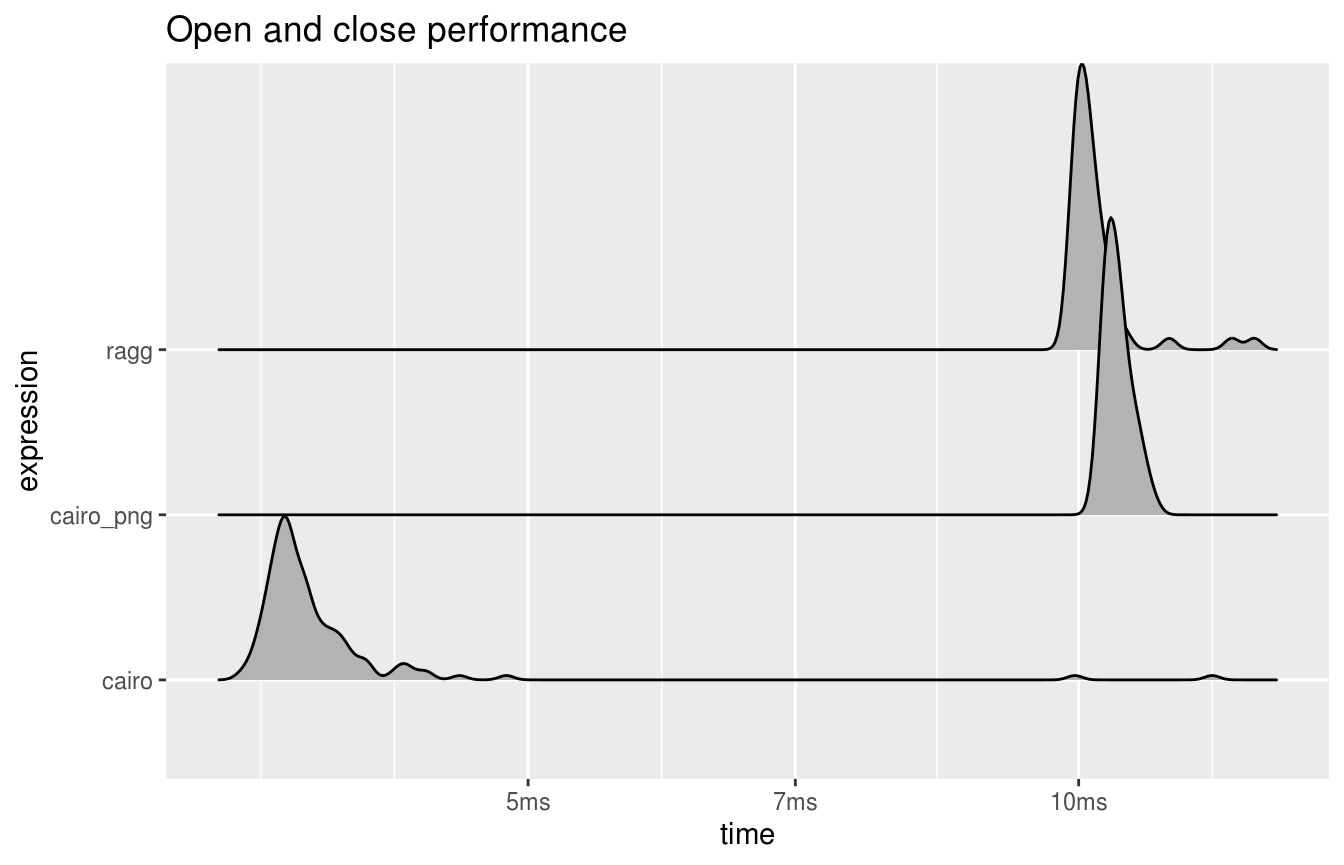 Open and close performance
expression
ragg
cairo_png
cairo
5ms
7ms
10ms
time